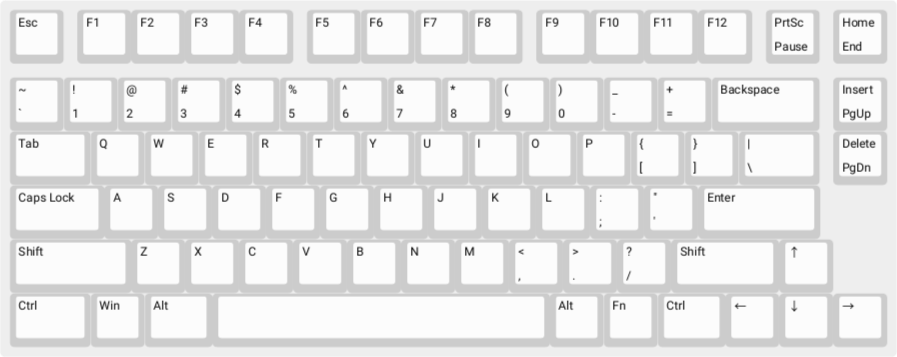 Esc F1 F2 F3 F4 F5 F6 F7 F8 F9 F10 F11 F12 PrtSc Home
Pause End
~ ! @ # $ % ^ & * ( ) _ + Backspace Insert
` 1 2 3 4 5 6 7 8 9 0 - = PgUp
Tab Q W E R T Y U I O P { } | Delete
[ ] \ PgDn
Caps Lock A S D F G H J K L : " Enter
; '
Shift Z X C V B N M < > ? Shift ↑
, . /
Ctrl Win Alt Alt Fn Ctrl ← ↓ →